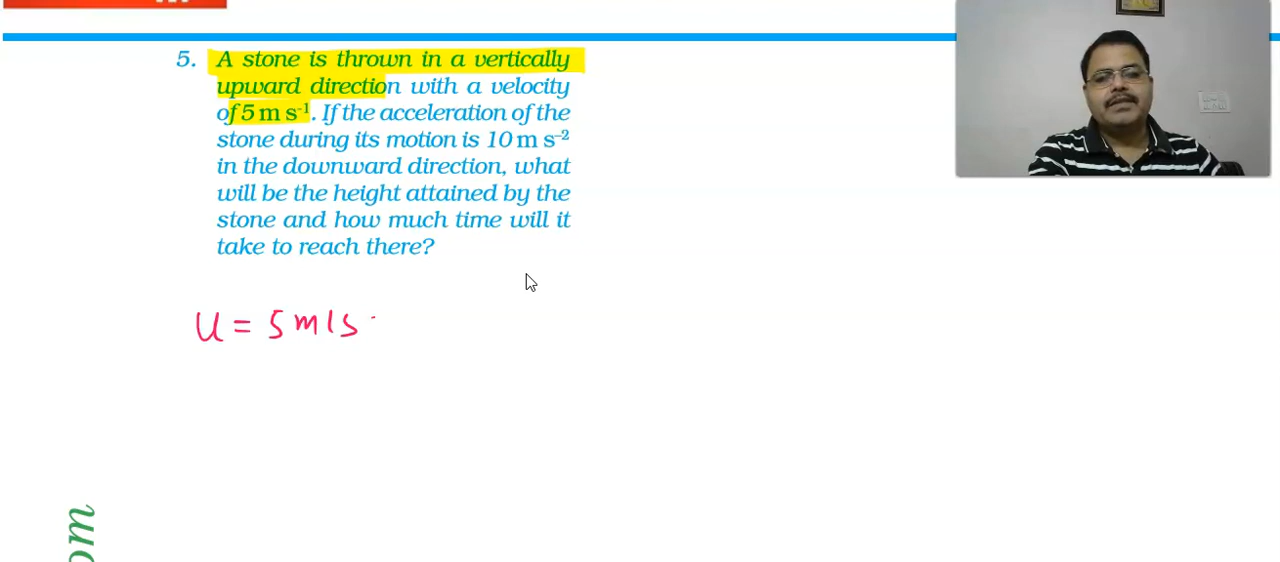 5. A stone is thrown in a vertically
upward direction with a velocity
of 5 m s⁻¹. If the acceleration of the
stone during its motion is 10 m s⁻²
in the downward direction, what
will be the height attained by the
stone and how much time will it
take to reach there?
u = 5 m/s
om